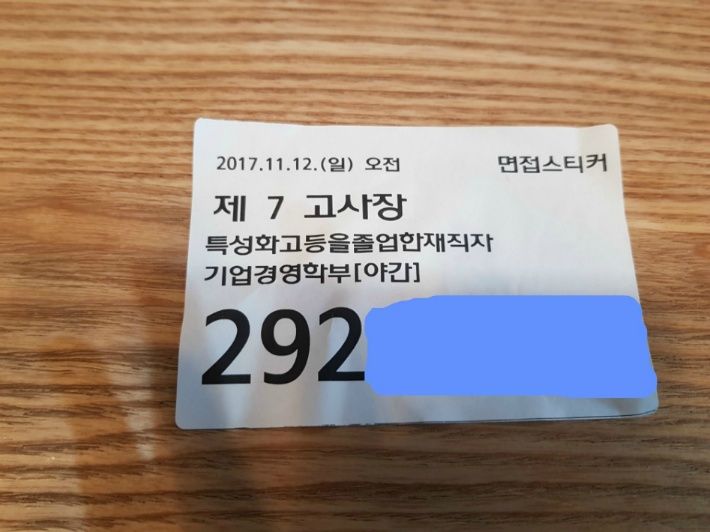 2017.11.12.(일) 오전 면접스티커
제 7 고사장
특성화고등을졸업한재직자
기업경영학부[야간]
292